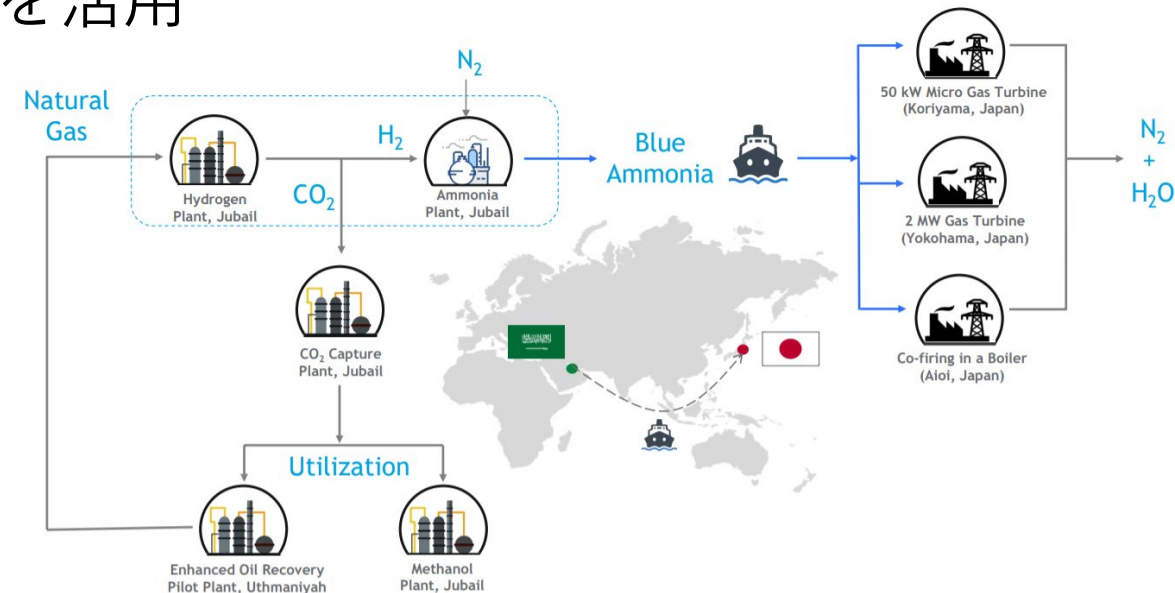 を活用
N₂
Natural
Gas
H₂
CO₂
Hydrogen
Plant, Jubail
Ammonia
Plant, Jubail
Blue
Ammonia
50 kW Micro Gas Turbine
(Koriyama, Japan)
2 MW Gas Turbine
(Yokohama, Japan)
Co-firing in a Boiler
(Aioi, Japan)
N₂
+
H₂O
CO₂ Capture
Plant, Jubail
Utilization
Enhanced Oil Recovery
Pilot Plant, Uthmaniyah
Methanol
Plant, Jubail